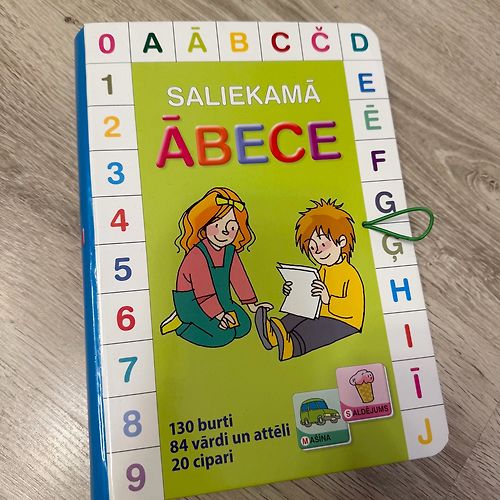 0 A Ā B C Č D
1
2
3
4
5
6
7
8
9
E
Ē
F
G
Ģ
H
I
Ī
J
SALIEKAMĀ
ĀBECE
130 burti
84 vārdi un attēli
20 cipari
MAŠĪNA
SALDĒJUMS